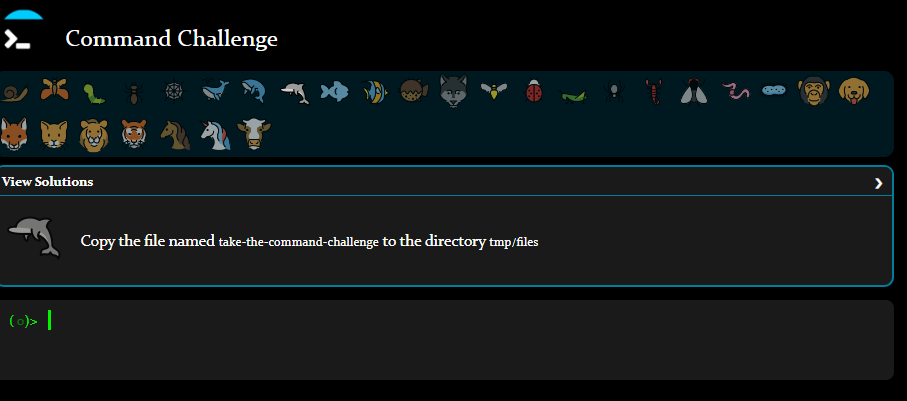 Command Challenge
View Solutions
Copy the file named take-the-command-challenge to the directory tmp/files
(○)>